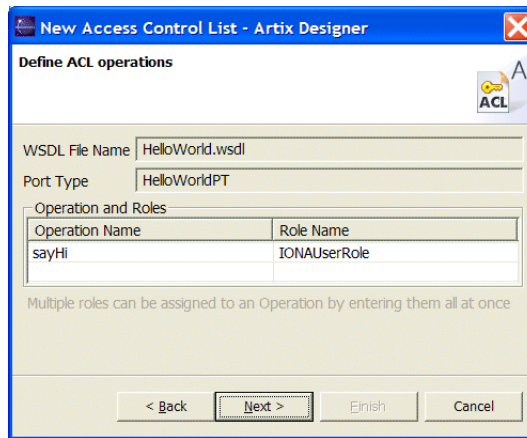 New Access Control List - Artix Designer
Define ACL operations
A
ACL
WSDL File Name HelloWorld.wsdl
Port Type HelloWorldPT
Operation and Roles
Operation Name Role Name
sayHi IONAUserRole
Multiple roles can be assigned to an Operation by entering them all at once
< Back Next > Finish Cancel